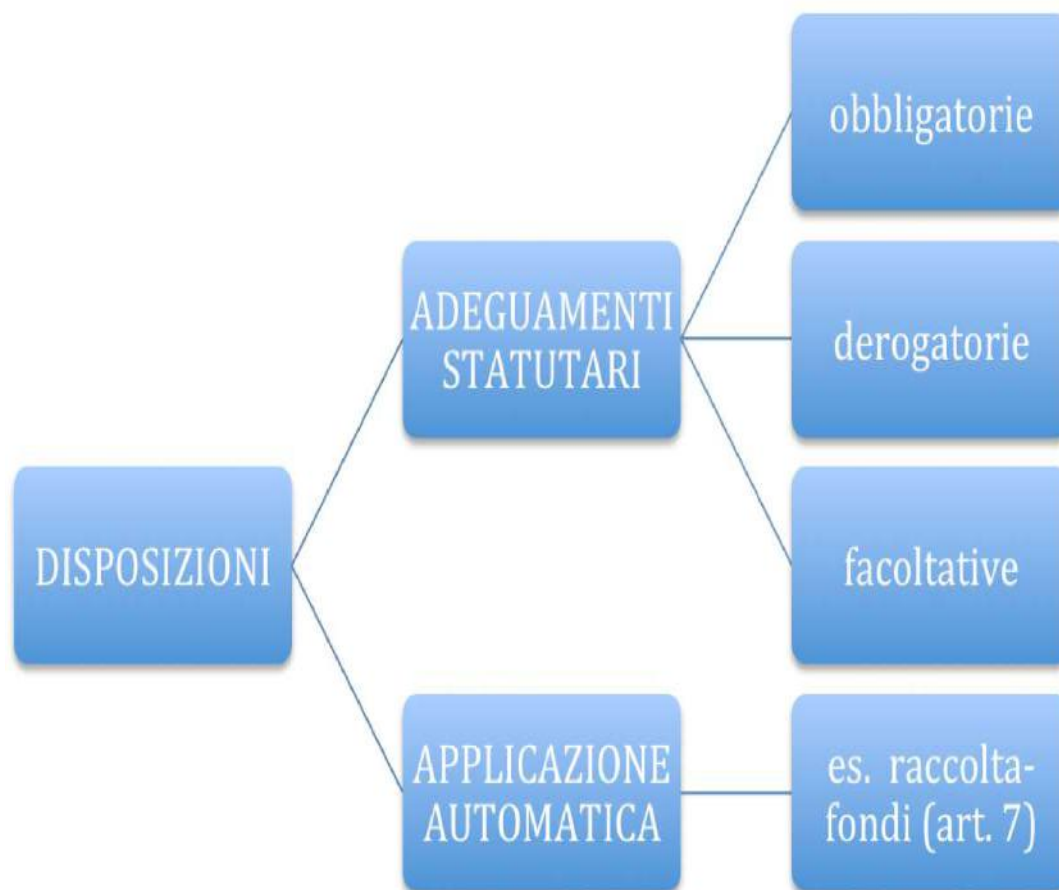 obbligatorie
ADEGUAMENTI
STATUTARI
derogatorie
DISPOSIZIONI
facoltative
APPLICAZIONE
AUTOMATICA
es. raccolta-
fondi (art. 7)